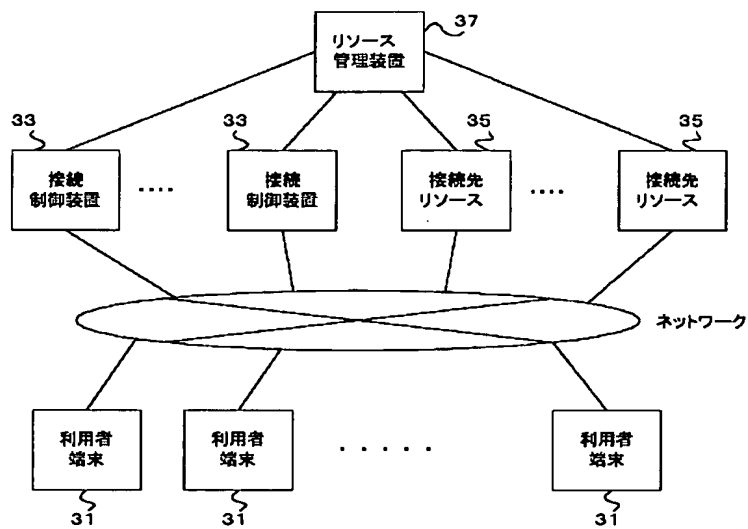 37
リソース
管理装置
33
33
35
35
接続
制御装置
....
接続
制御装置
接続先
リソース
....
接続先
リソース
ネットワーク
利用者
端末
利用者
端末
.....
利用者
端末
31
31
31